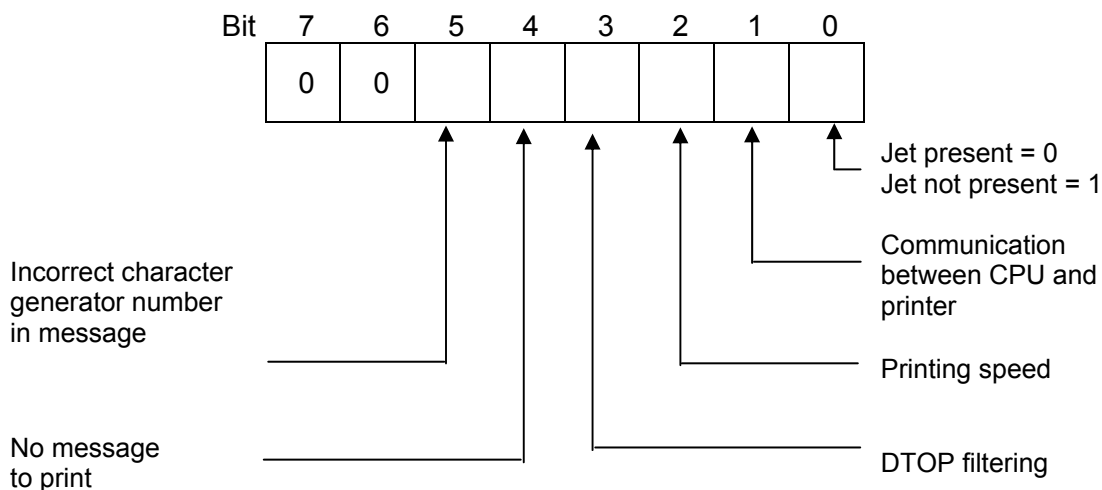 Bit 7 6 5 4 3 2 1 0
0 0
Jet present = 0
Jet not present = 1
Communication
between CPU and
printer
Incorrect character
generator number
in message
Printing speed
No message
to print
DTOP filtering